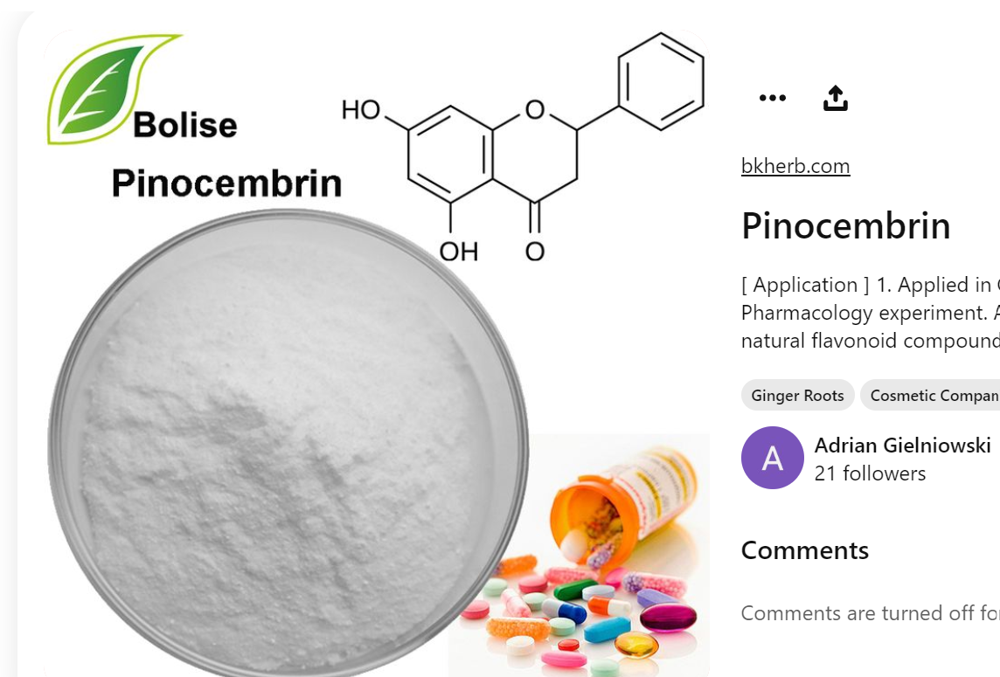 Bolise
Pinocembrin
HO
O
OH
O
bkherb.com
Pinocembrin
[ Application ] 1. Applied in
Pharmacology experiment.
natural flavonoid compound
Ginger Roots
Cosmetic Compan
A
Adrian Gielniowski
21 followers
Comments
Comments are turned off for